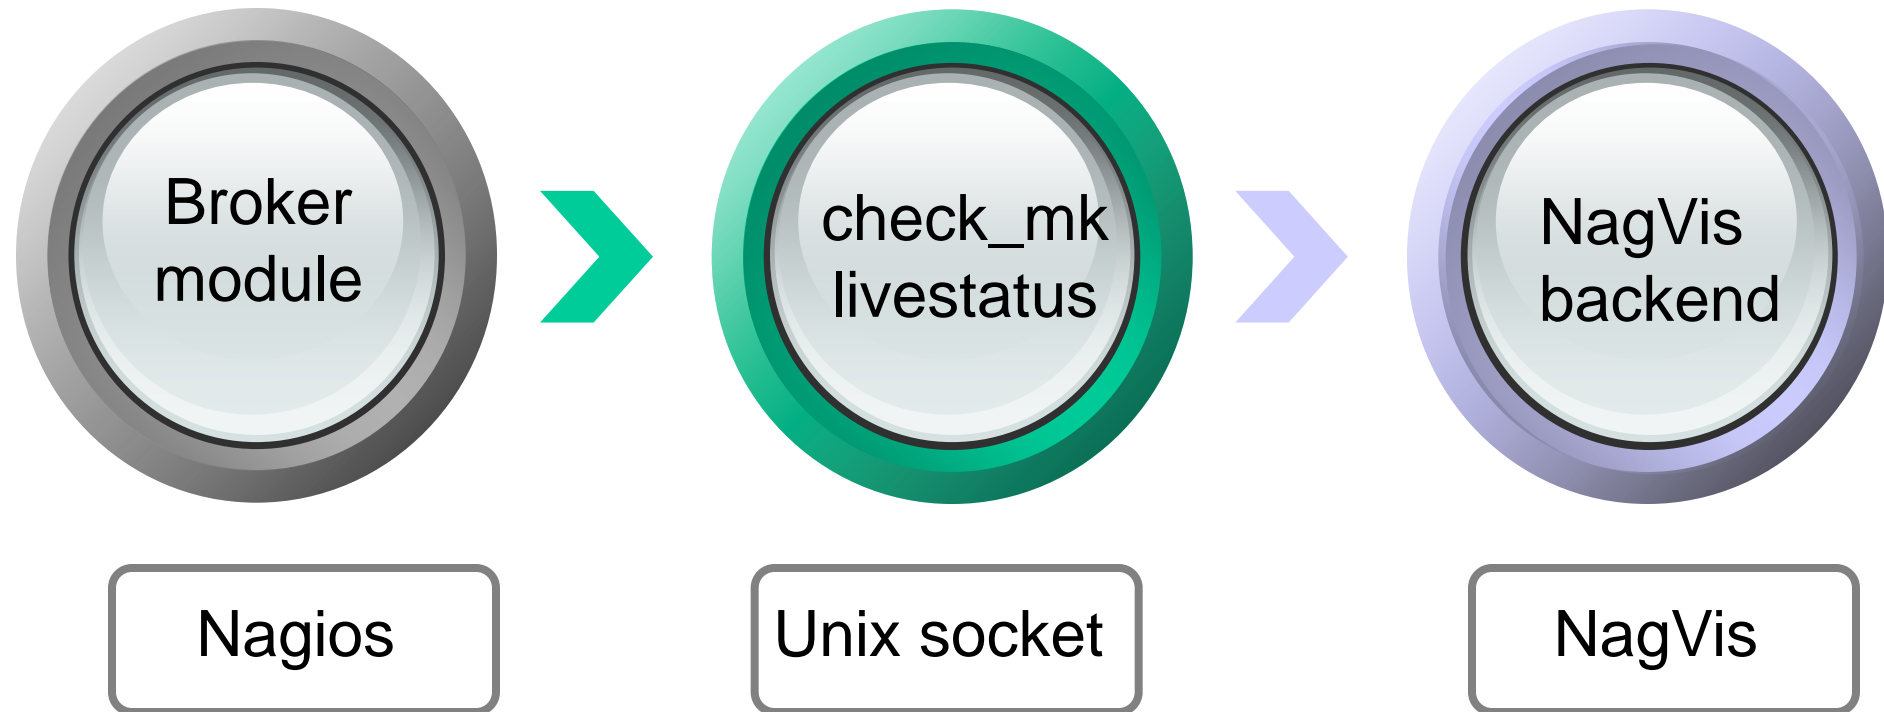 Broker
module
check_mk
livestatus
NagVis
backend
Nagios
Unix socket
NagVis